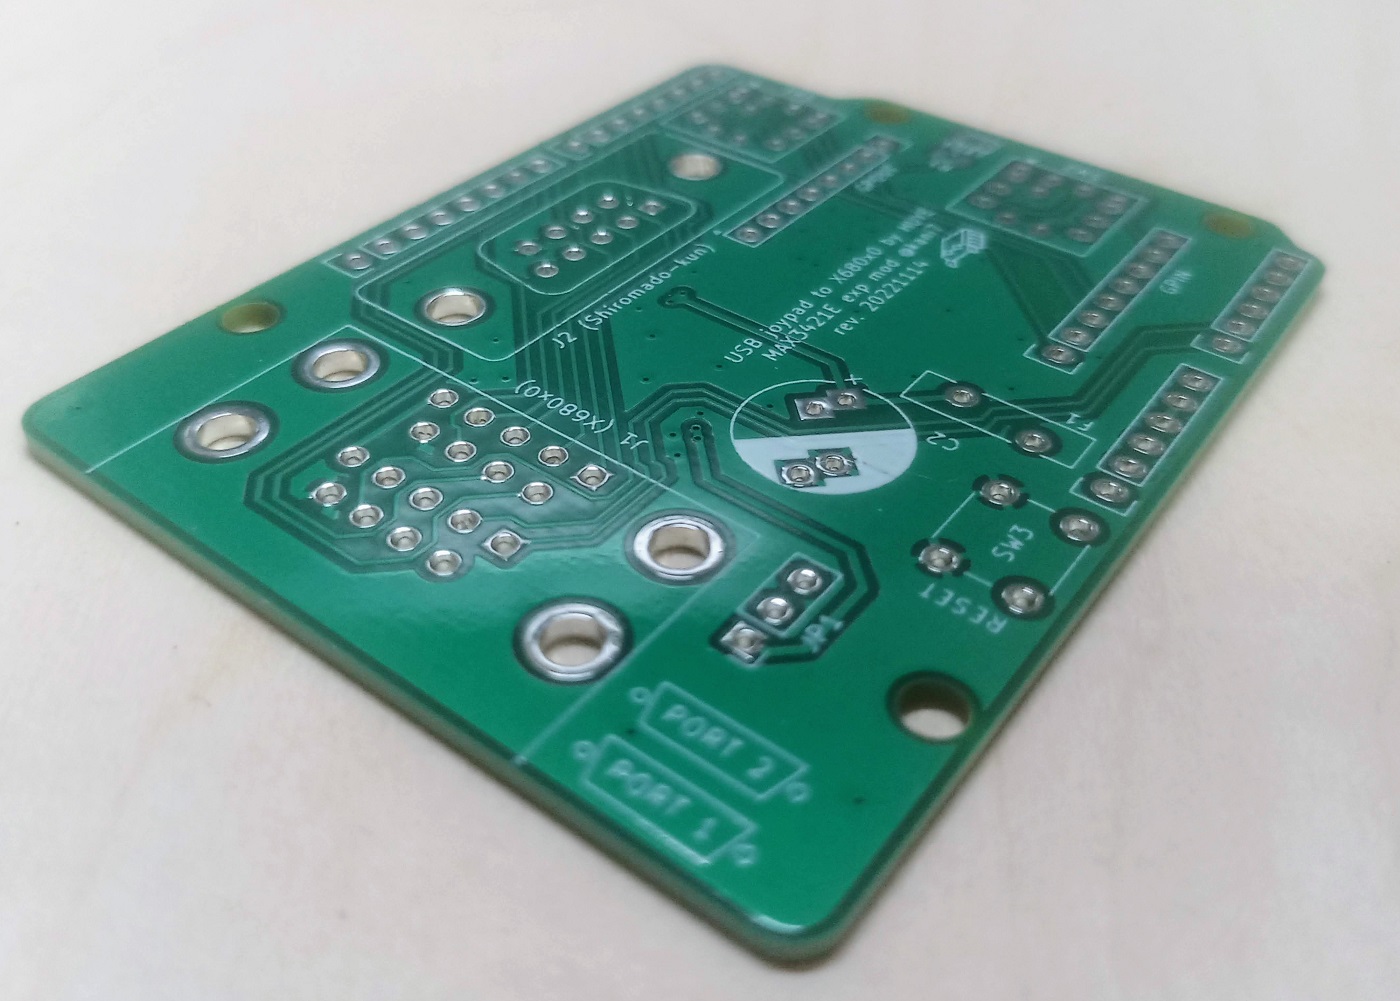 USB joypad to X680x0 by
MAX3421E exp mod
rev. 20221114
J2 (Shiromado-kun)
J1 (X680x0)
GPIN
C2
F1
SW3
RESET
JP1
PORT 2
PORT 1
+